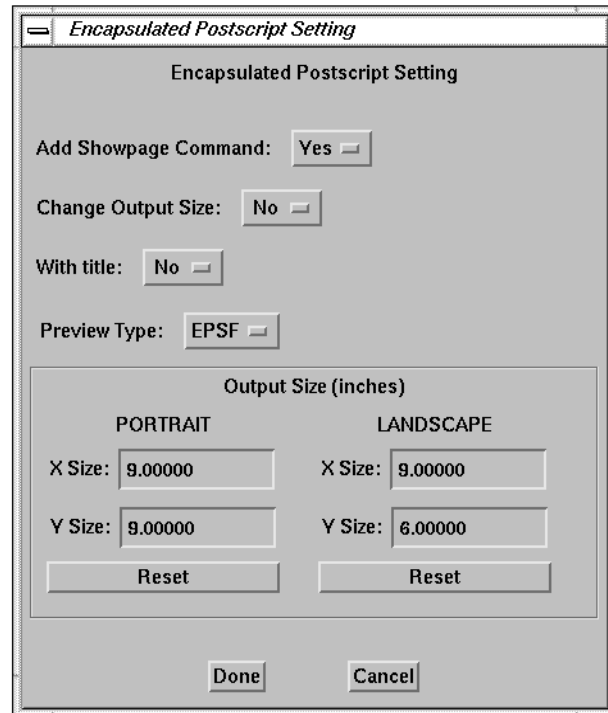 Encapsulated Postscript Setting
Encapsulated Postscript Setting
Add Showpage Command: Yes
Change Output Size: No
With title: No
Preview Type: EPSF
Output Size (inches)
PORTRAIT LANDSCAPE
X Size: 9.00000 X Size: 9.00000
Y Size: 9.00000 Y Size: 6.00000
Reset Reset
Done Cancel